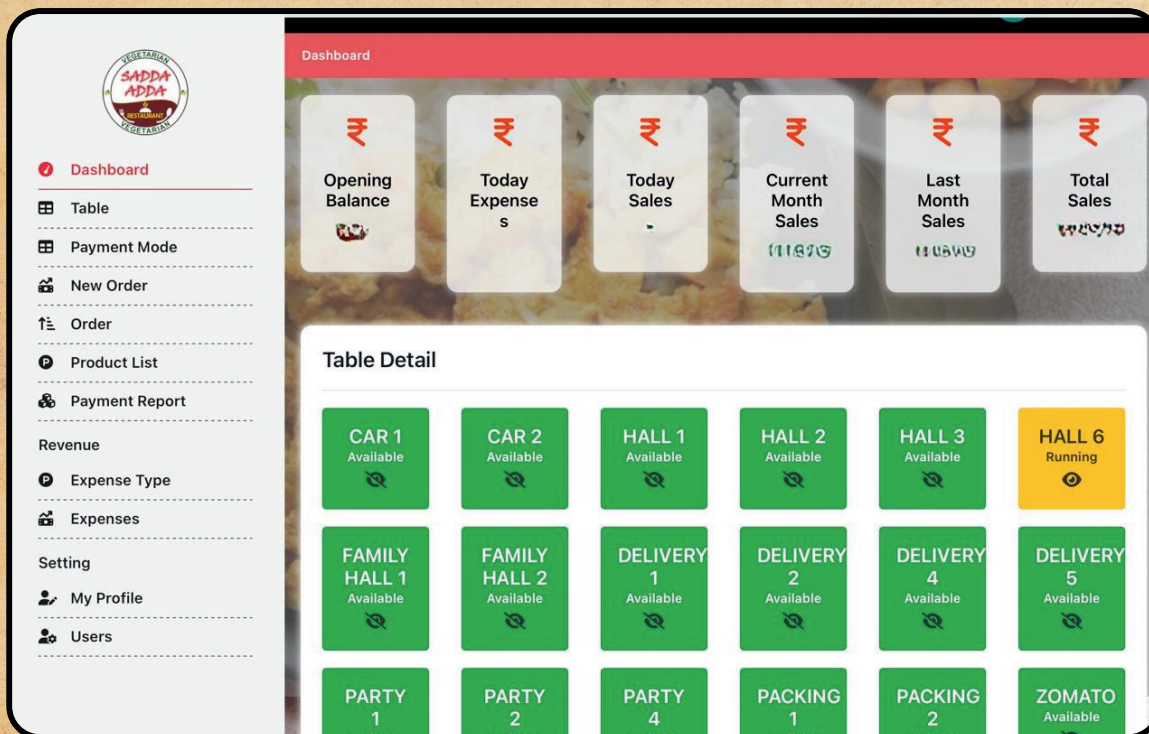 VEGETARIAN
SADDA
ADDA
RESTAURANT
VEGETARIAN
Dashboard
Table
Payment Mode
New Order
Order
Product List
Payment Report
Revenue
Expense Type
Expenses
Setting
My Profile
Users
Dashboard
₹
Opening
Balance
₹
Today
Expense
s
₹
Today
Sales
₹
Current
Month
Sales
₹
Last
Month
Sales
₹
Total
Sales
Table Detail
CAR 1
Available
CAR 2
Available
HALL 1
Available
HALL 2
Available
HALL 3
Available
HALL 6
Running
FAMILY
HALL 1
Available
FAMILY
HALL 2
Available
DELIVERY
1
Available
DELIVERY
2
Available
DELIVERY
4
Available
DELIVERY
5
Available
PARTY
1
PARTY
2
PARTY
4
PACKING
1
PACKING
2
ZOMATO
Available